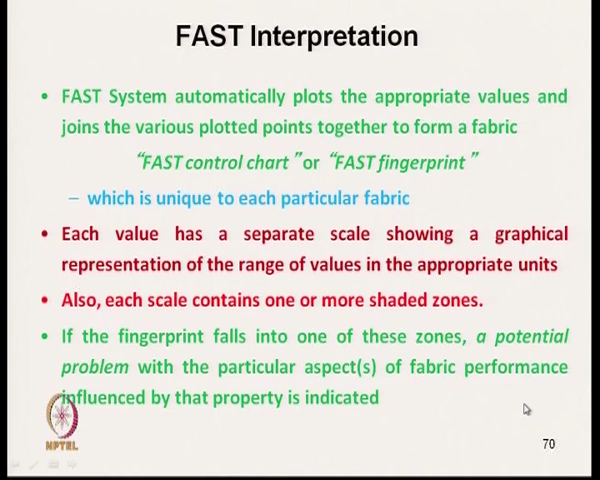 FAST Interpretation
• FAST System automatically plots the appropriate values and
joins the various plotted points together to form a fabric
“FAST control chart ” or “FAST fingerprint ”
– which is unique to each particular fabric
• Each value has a separate scale showing a graphical
representation of the range of values in the appropriate units
• Also, each scale contains one or more shaded zones.
• If the fingerprint falls into one of these zones, a potential
problem with the particular aspect(s) of fabric performance
influenced by that property is indicated
NPTEL
70